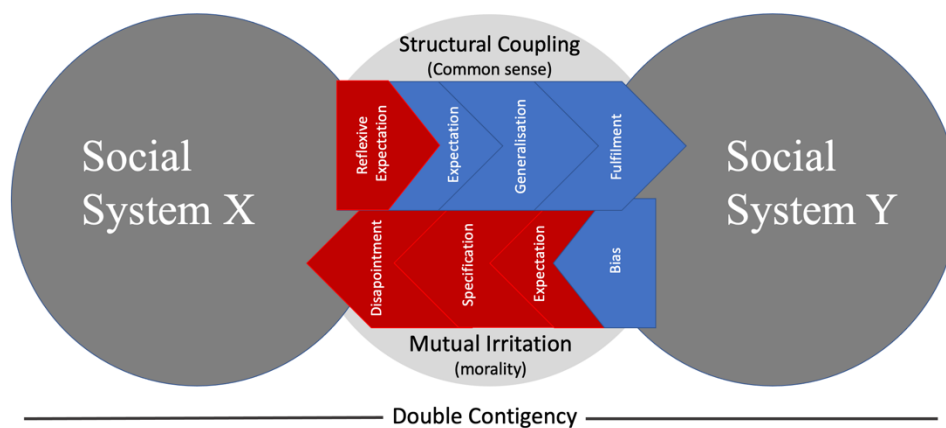 Structural Coupling
(Common sense)
Social
System X
Reflexive
Expectation
Expectation
Generalisation
Fulfilment
Social
System Y
Disapointment
Specification
Expectation
Bias
Mutual Irritation
(morality)
Double Contigency